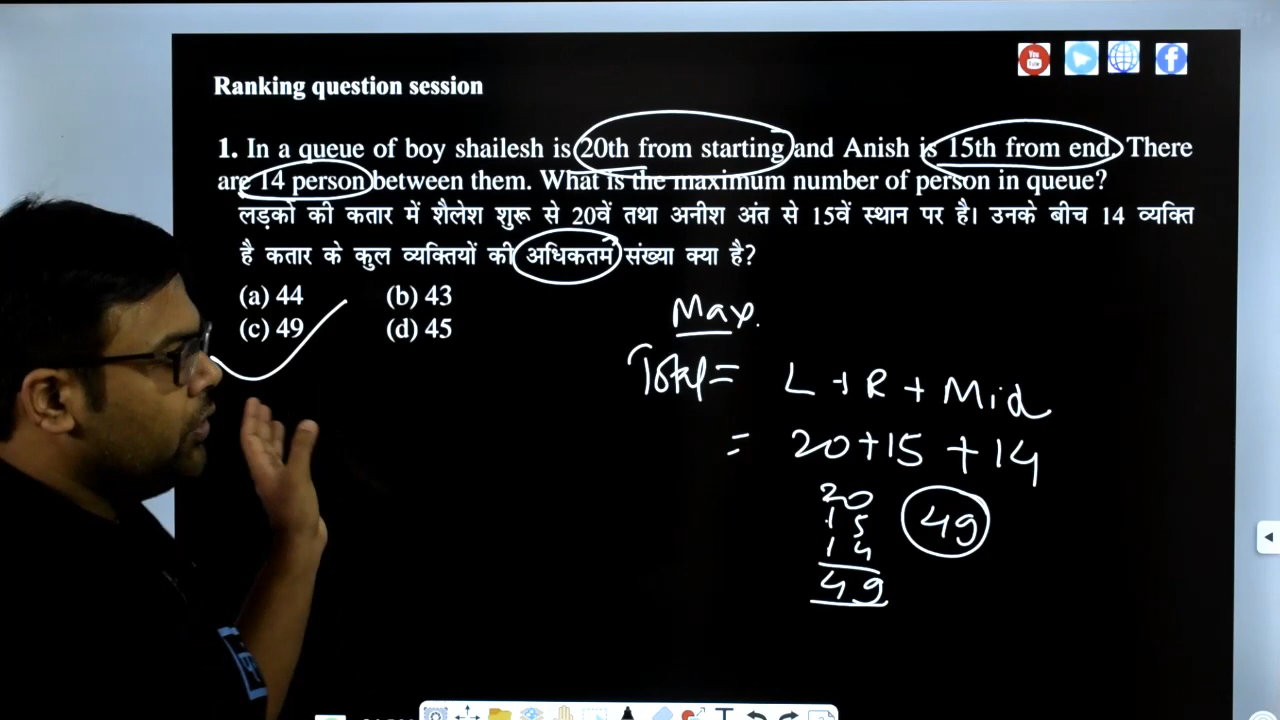 Ranking question session
1. In a queue of boy shailesh is 20th from starting and Anish is 15th from end. There
are 14 person between them. What is the maximum number of person in queue?
लड़कों की कतार में शैलेश शुरू से 20वें तथा अनीश अंत से 15वें स्थान पर है। उनके बीच 14 व्यक्ति
है कतार के कुल व्यक्तियों की अधिकतम संख्या क्या है?
(a) 44 (b) 43
(c) 49 (d) 45
Max.
Total = L + R + Mid
= 20+15 + 14
20
15
14
49
49
You
Tube
f
T